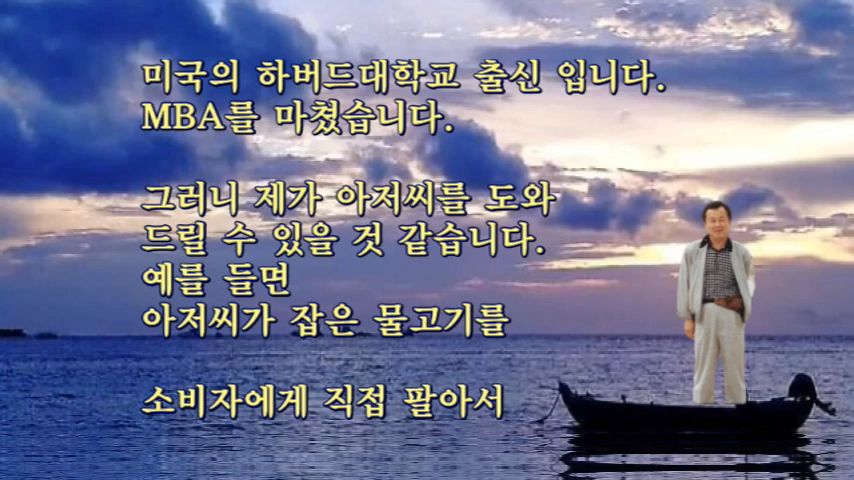 미국의 하버드대학교 출신 입니다.
MBA를 마쳤습니다.
그러니 제가 아저씨를 도와
드릴 수 있을 것 같습니다.
예를 들면
아저씨가 잡은 물고기를
소비자에게 직접 팔아서